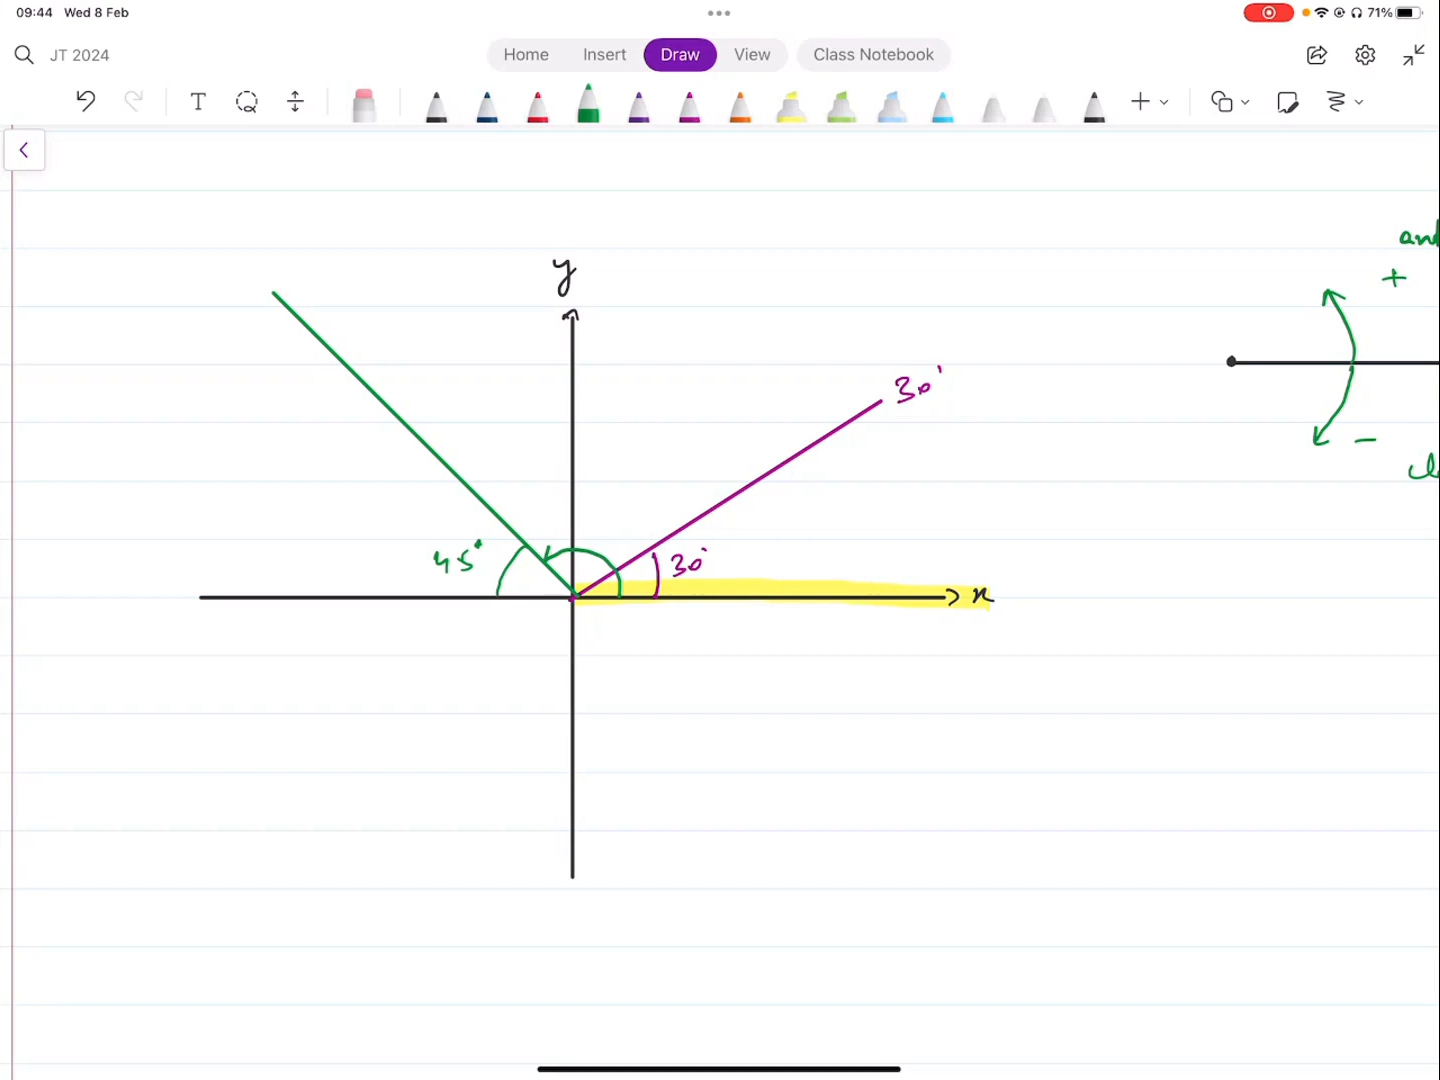 09:44 Wed 8 Feb
71%
JT 2024
Home Insert Draw View Class Notebook
T
y
+
30°
−
45°
30°
x